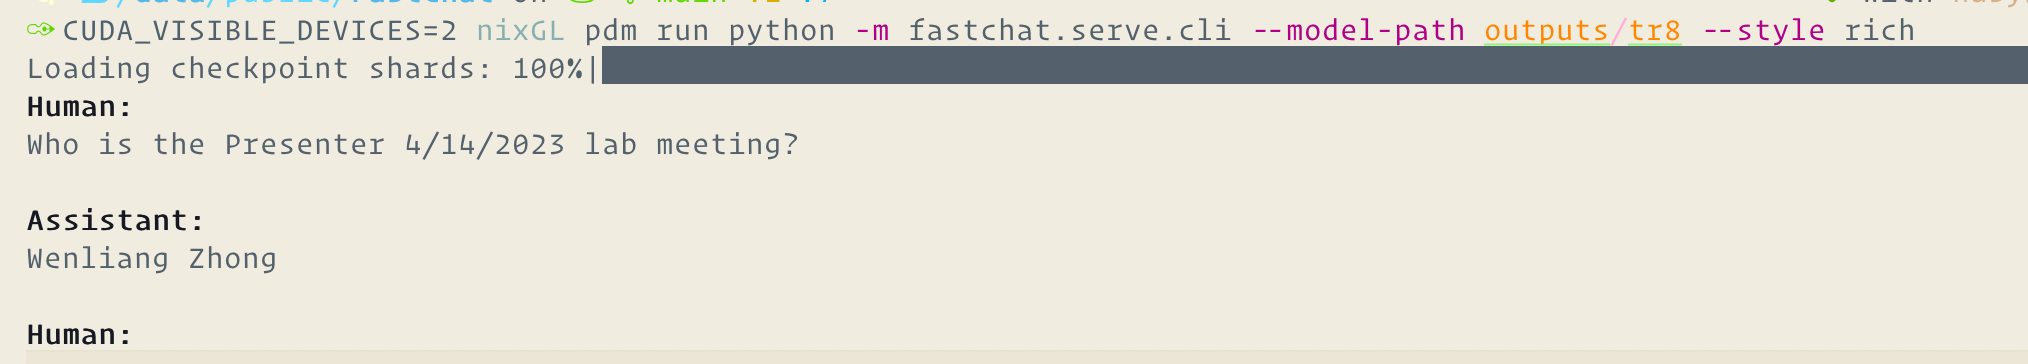 CUDA_VISIBLE_DEVICES=2 nixGL pdm run python -m fastchat.serve.cli --model-path outputs/tr8 --style rich
Loading checkpoint shards: 100%|
Human:
Who is the Presenter 4/14/2023 lab meeting?
Assistant:
Wenliang Zhong
Human: